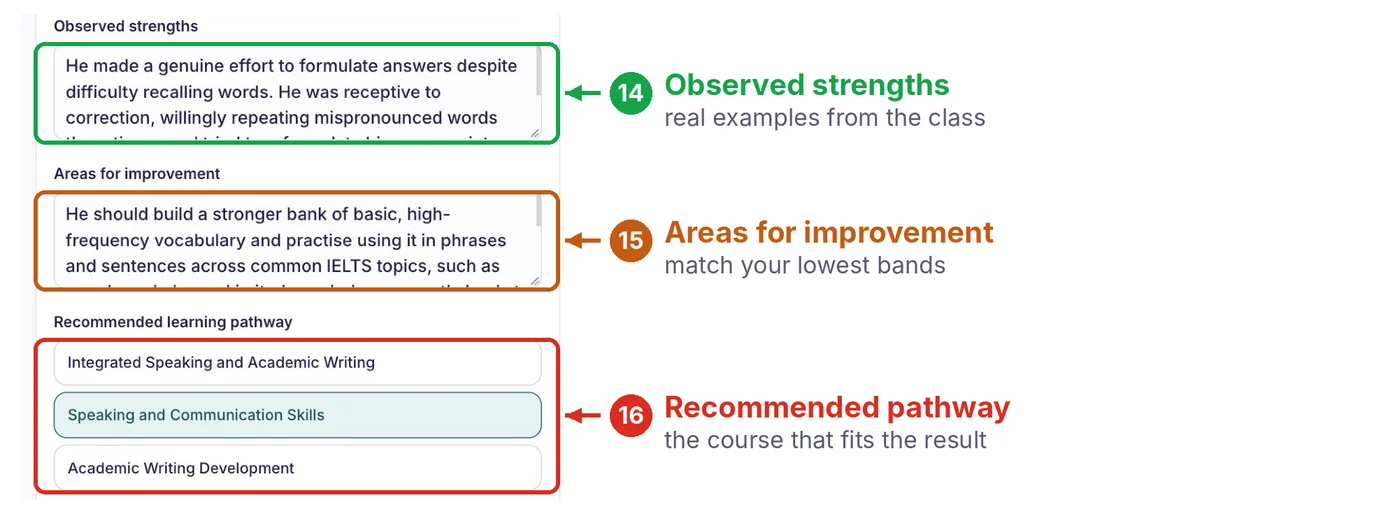 Observed strengths
He made a genuine effort to formulate answers despite
difficulty recalling words. He was receptive to
correction, willingly repeating mispronounced words
14
Observed strengths
real examples from the class
Areas for improvement
He should build a stronger bank of basic, high-
frequency vocabulary and practise using it in phrases
and sentences across common IELTS topics, such as
15
Areas for improvement
match your lowest bands
Recommended learning pathway
Integrated Speaking and Academic Writing
Speaking and Communication Skills
Academic Writing Development
16
Recommended pathway
the course that fits the result